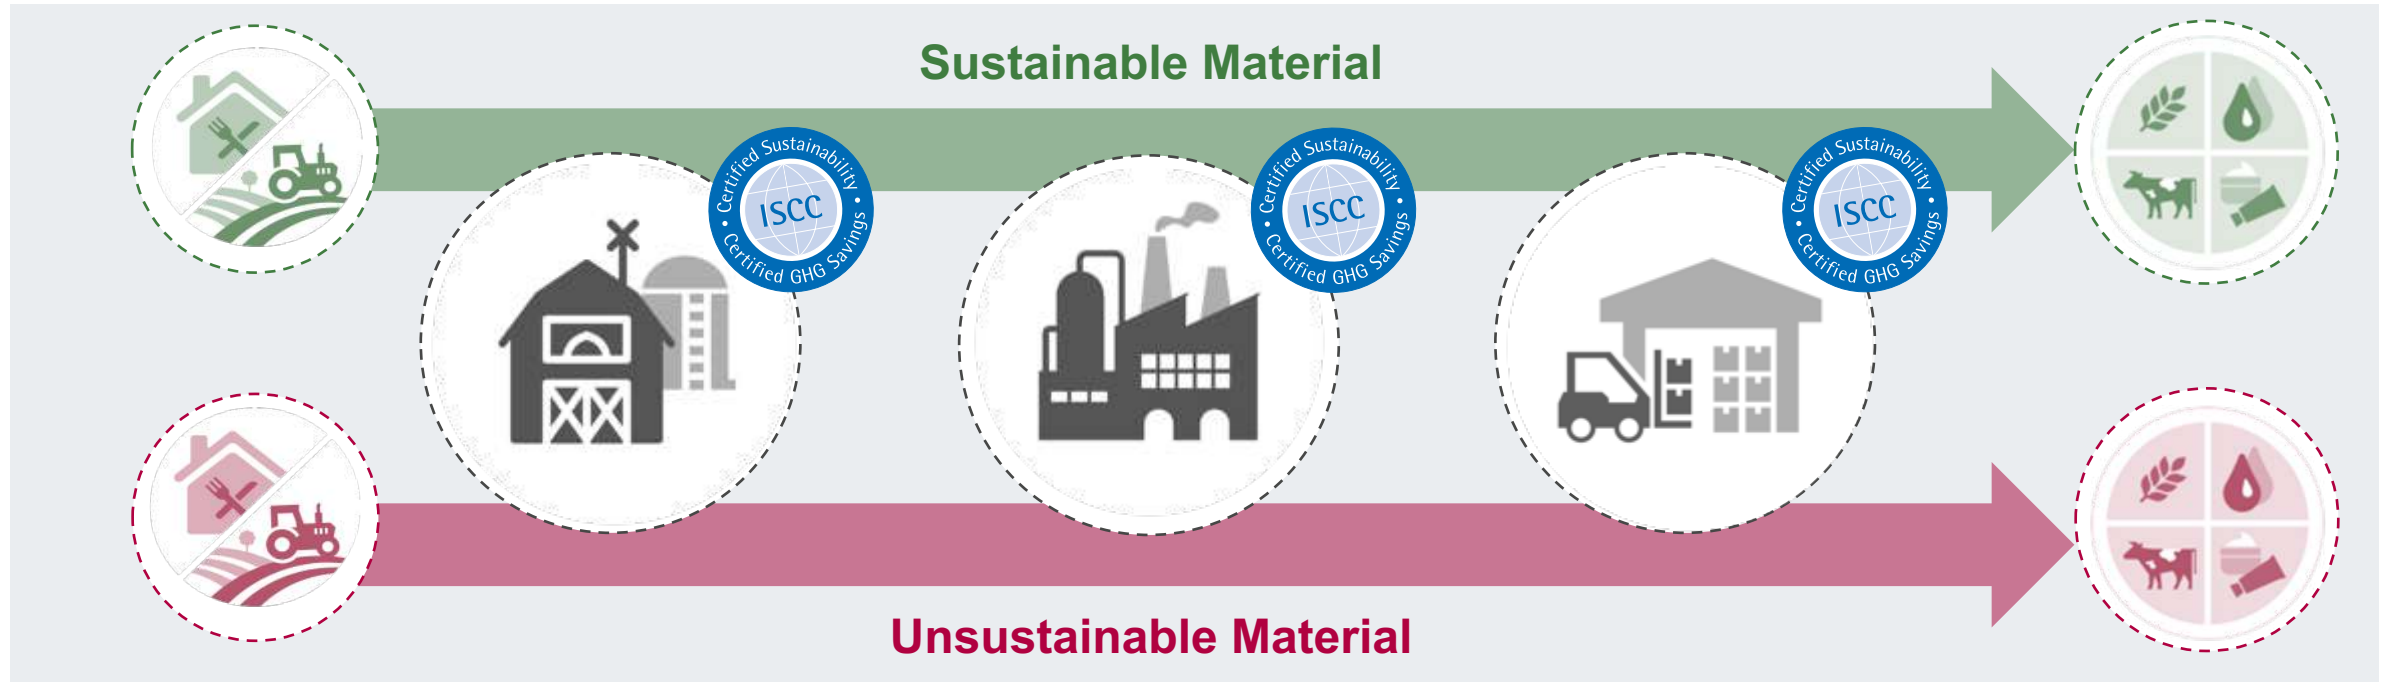 Sustainable Material
• Certified Sustainability •
ISCC
Certified GHG Savings
• Certified Sustainability •
ISCC
Certified GHG Savings
• Certified Sustainability •
ISCC
Certified GHG Savings
Unsustainable Material